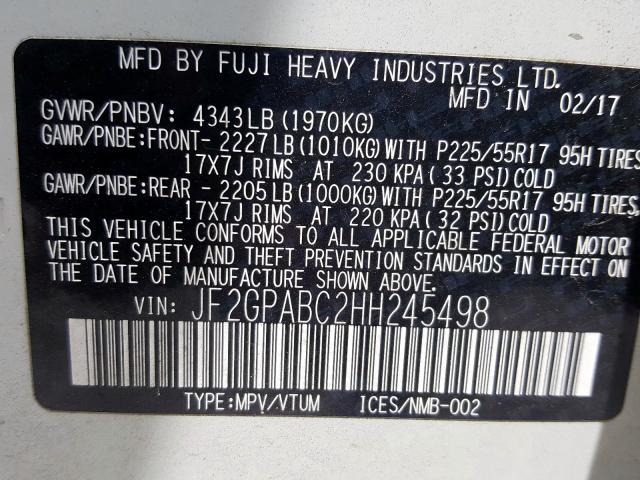 MFD BY FUJI HEAVY INDUSTRIES LTD.
MFD IN 02/17
GVWR/PNBV: 4343LB (1970KG)
GAWR/PNBE:FRONT- 2227LB (1010KG) WITH P225/55R17 95H TIRES
17X7J RIMS AT 230 KPA (33 PSI) COLD
GAWR/PNBE:REAR - 2205LB (1000KG) WITH P225/55R17 95H TIRES
17X7J RIMS AT 220 KPA (32 PSI) COLD
THIS VEHICLE CONFORMS TO ALL APPLICABLE FEDERAL MOTOR
VEHICLE SAFETY AND THEFT PREVENTION STANDARDS IN EFFECT ON
THE DATE OF MANUFACTURE SHOWN ABOVE.
VIN: JF2GPABC2HH245498
TYPE:MPV/VTUM ICES/NMB-002